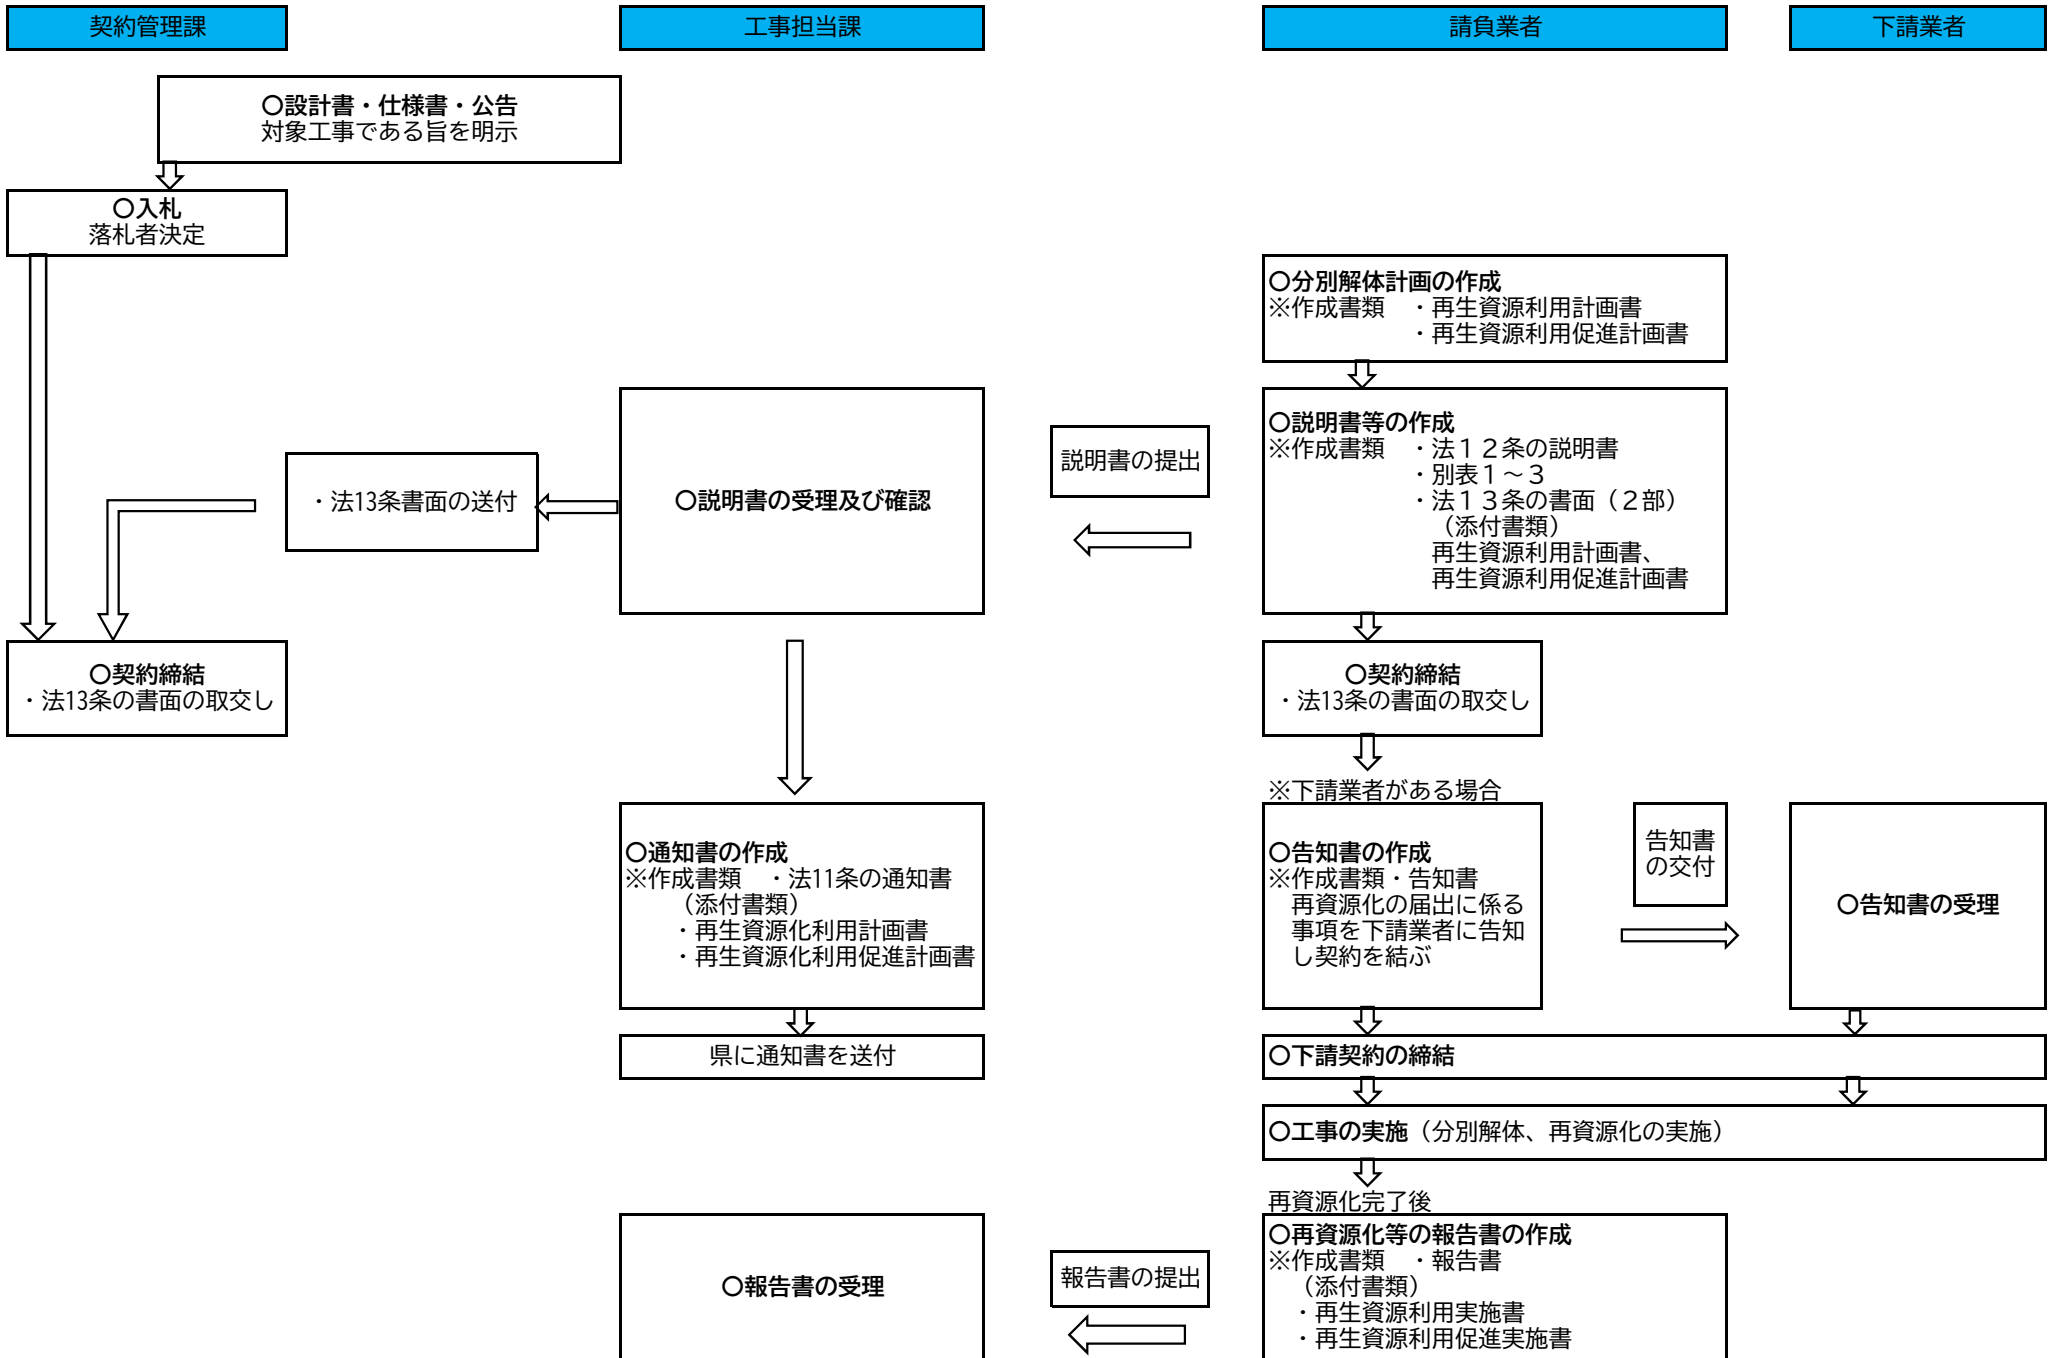 契約管理課
工事担当課
請負業者
下請業者
〇設計書・仕様書・公告
対象工事である旨を明示
〇入札
落札者決定
〇分別解体計画の作成
※作成書類　・再生資源利用計画書
・再生資源利用促進計画書
〇説明書等の作成
※作成書類　・法１２条の説明書
・別表１～３
・法１３条の書面（２部）
（添付書類）
再生資源利用計画書、
再生資源利用促進計画書
説明書の提出
〇説明書の受理及び確認
・法13条書面の送付
〇契約締結
・法13条の書面の取交し
〇契約締結
・法13条の書面の取交し
※下請業者がある場合
〇通知書の作成
※作成書類　・法11条の通知書
（添付書類）
・再生資源化利用計画書
・再生資源化利用促進計画書
〇告知書の作成
※作成書類・告知書
再資源化の届出に係る
事項を下請業者に告知
し契約を結ぶ
告知書
の交付
〇告知書の受理
県に通知書を送付
〇下請契約の締結
〇工事の実施（分別解体、再資源化の実施）
再資源化完了後
〇再資源化等の報告書の作成
※作成書類　・報告書
（添付書類）
・再生資源利用実施書
・再生資源利用促進実施書
報告書の提出
〇報告書の受理